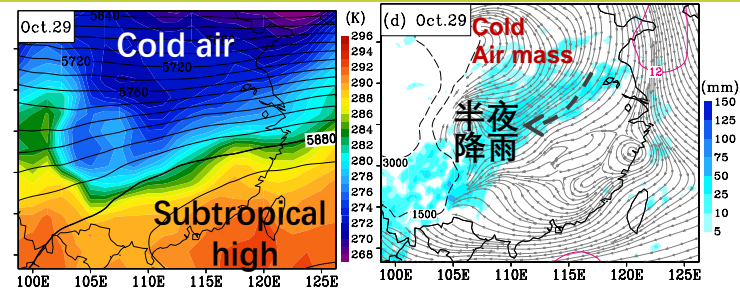 Oct.29
5840
5720
5720
5760
5880
Cold air
Subtropical
high
100E 105E 110E 115E 120E 125E
(K)
296
294
292
290
288
286
284
282
280
278
276
274
272
270
268
(d) Oct.29
Cold
Air mass
12
半夜
降雨
3000
1500
100E 105E 110E 115E 120E 125E
(mm)
150
125
100
75
50
25
10
5